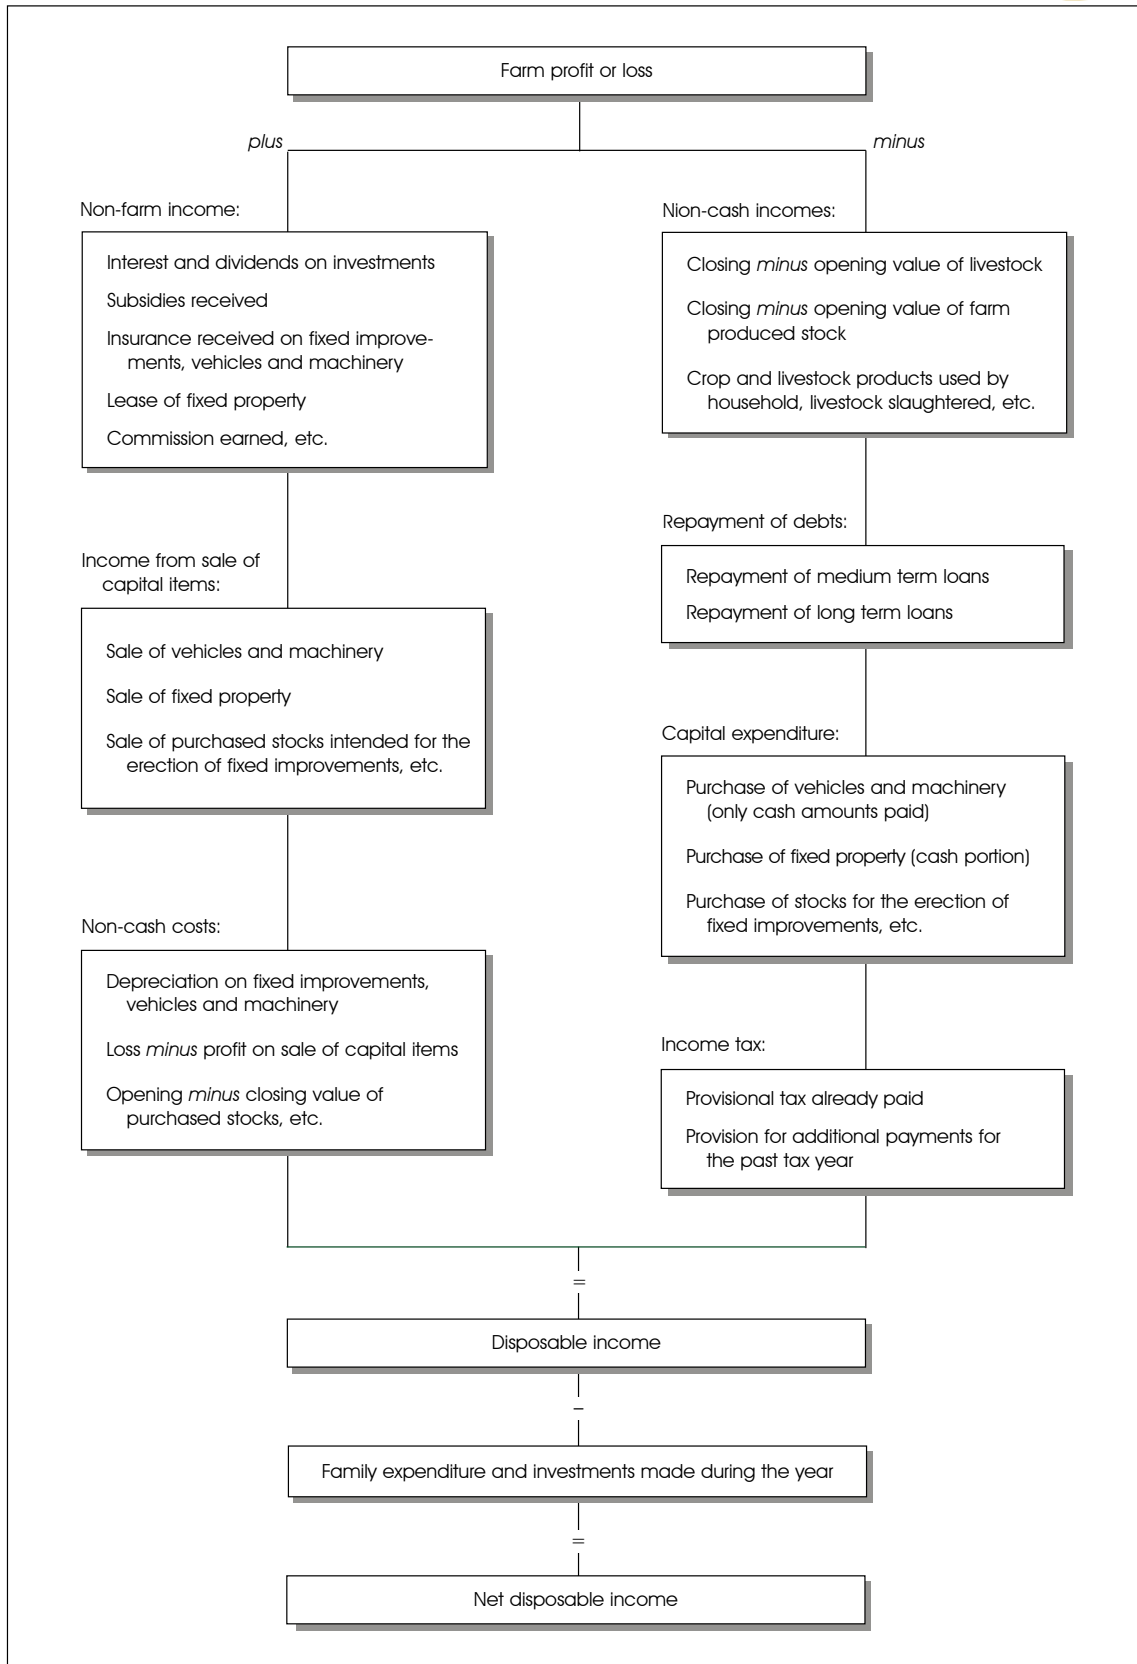 Farm profit or loss
plus
minus
Non-farm income:
Interest and dividends on investments
Subsidies received
Insurance received on fixed improve-
ments, vehicles and machinery
Lease of fixed property
Commission earned, etc.
Income from sale of
capital items:
Sale of vehicles and machinery
Sale of fixed property
Sale of purchased stocks intended for the
erection of fixed improvements, etc.
Non-cash costs:
Depreciation on fixed improvements,
vehicles and machinery
Loss minus profit on sale of capital items
Opening minus closing value of
purchased stocks, etc.
Nion-cash incomes:
Closing minus opening value of livestock
Closing minus opening value of farm
produced stock
Crop and livestock products used by
household, livestock slaughtered, etc.
Repayment of debts:
Repayment of medium term loans
Repayment of long term loans
Capital expenditure:
Purchase of vehicles and machinery
(only cash amounts paid)
Purchase of fixed property (cash portion)
Purchase of stocks for the erection of
fixed improvements, etc.
Income tax:
Provisional tax already paid
Provision for additional payments for
the past tax year
=
Disposable income
–
Family expenditure and investments made during the year
=
Net disposable income